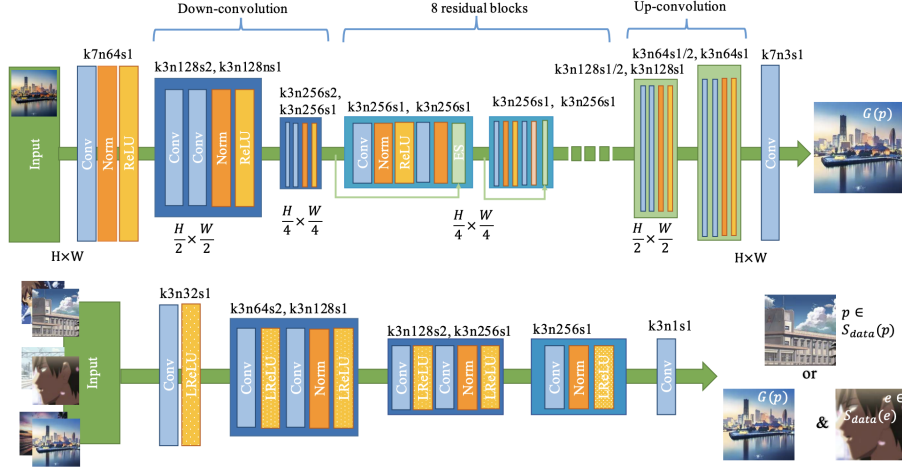 Down-convolution
8 residual blocks
Up-convolution
k7n64s1
k3n128s2, k3n128ns1
k3n256s2,
k3n256s1
k3n256s1, k3n256s1
k3n256s1, k3n256s1
k3n128s1/2, k3n128s1
k3n64s1/2, k3n64s1
k7n3s1
Input
Conv
Norm
ReLU
Conv
Conv
Norm
ReLU
Conv
Norm
ReLU
ES
Conv
G(p)
H×W
H/2 × W/2
H/4 × W/4
H/4 × W/4
H/2 × W/2
H×W
k3n32s1
k3n64s2, k3n128s1
k3n128s2, k3n256s1
k3n256s1
k3n1s1
Input
Conv
LReLU
Conv
LReLU
Conv
Norm
LReLU
Conv
LReLU
Conv
Norm
LReLU
Conv
Norm
LReLU
Conv
p ∈
S_data(p)
or
G(p)
&
e ∈
S_data(e)